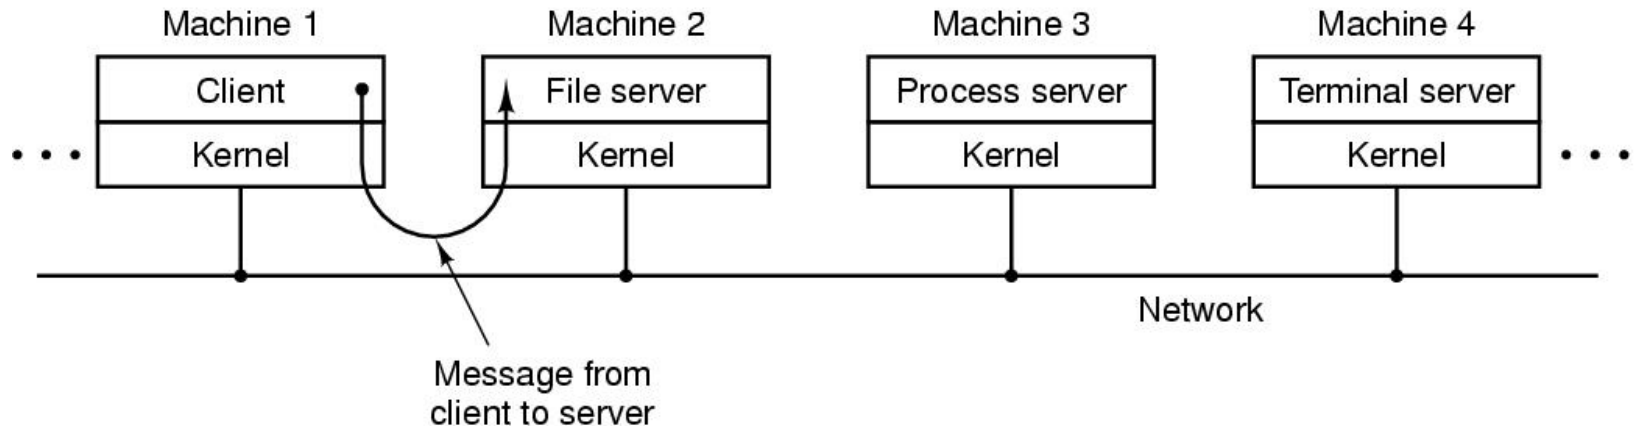 Machine 1
Machine 2
Machine 3
Machine 4
Client
File server
Process server
Terminal server
Kernel
Kernel
Kernel
Kernel
Network
Message from
client to server